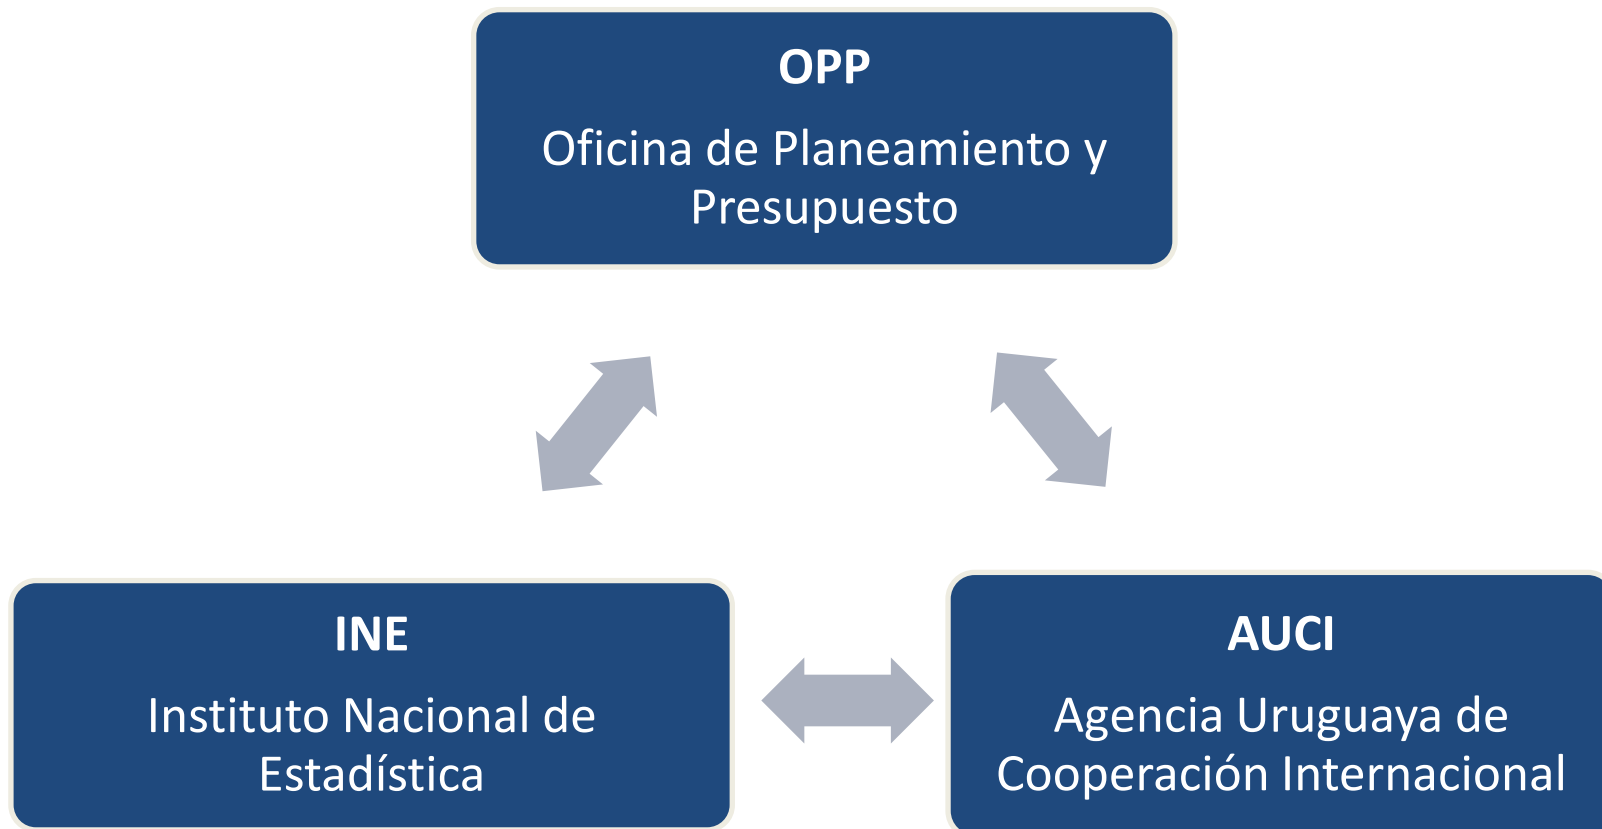 OPP
Oficina de Planeamiento y
Presupuesto
INE
Instituto Nacional de
Estadística
AUCI
Agencia Uruguaya de
Cooperación Internacional